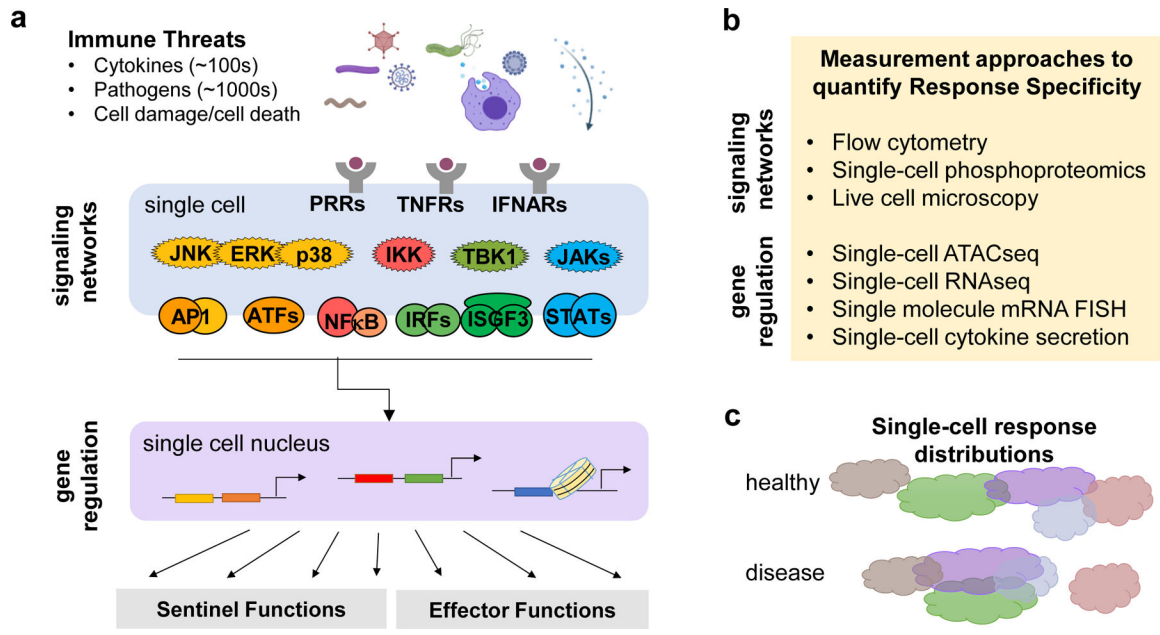 a
Immune Threats
• Cytokines (~100s)
• Pathogens (~1000s)
• Cell damage/cell death
signaling
networks
single cell
PRRs TNFRs IFNARs
JNK ERK p38 IKK TBK1 JAKs
AP1 ATFs NFκB IRFs ISGF3 STATs
gene
regulation
single cell nucleus
Sentinel Functions
Effector Functions
b
Measurement approaches to
quantify Response Specificity
signaling
networks
• Flow cytometry
• Single-cell phosphoproteomics
• Live cell microscopy
gene
regulation
• Single-cell ATACseq
• Single-cell RNAseq
• Single molecule mRNA FISH
• Single-cell cytokine secretion
c
Single-cell response
distributions
healthy
disease